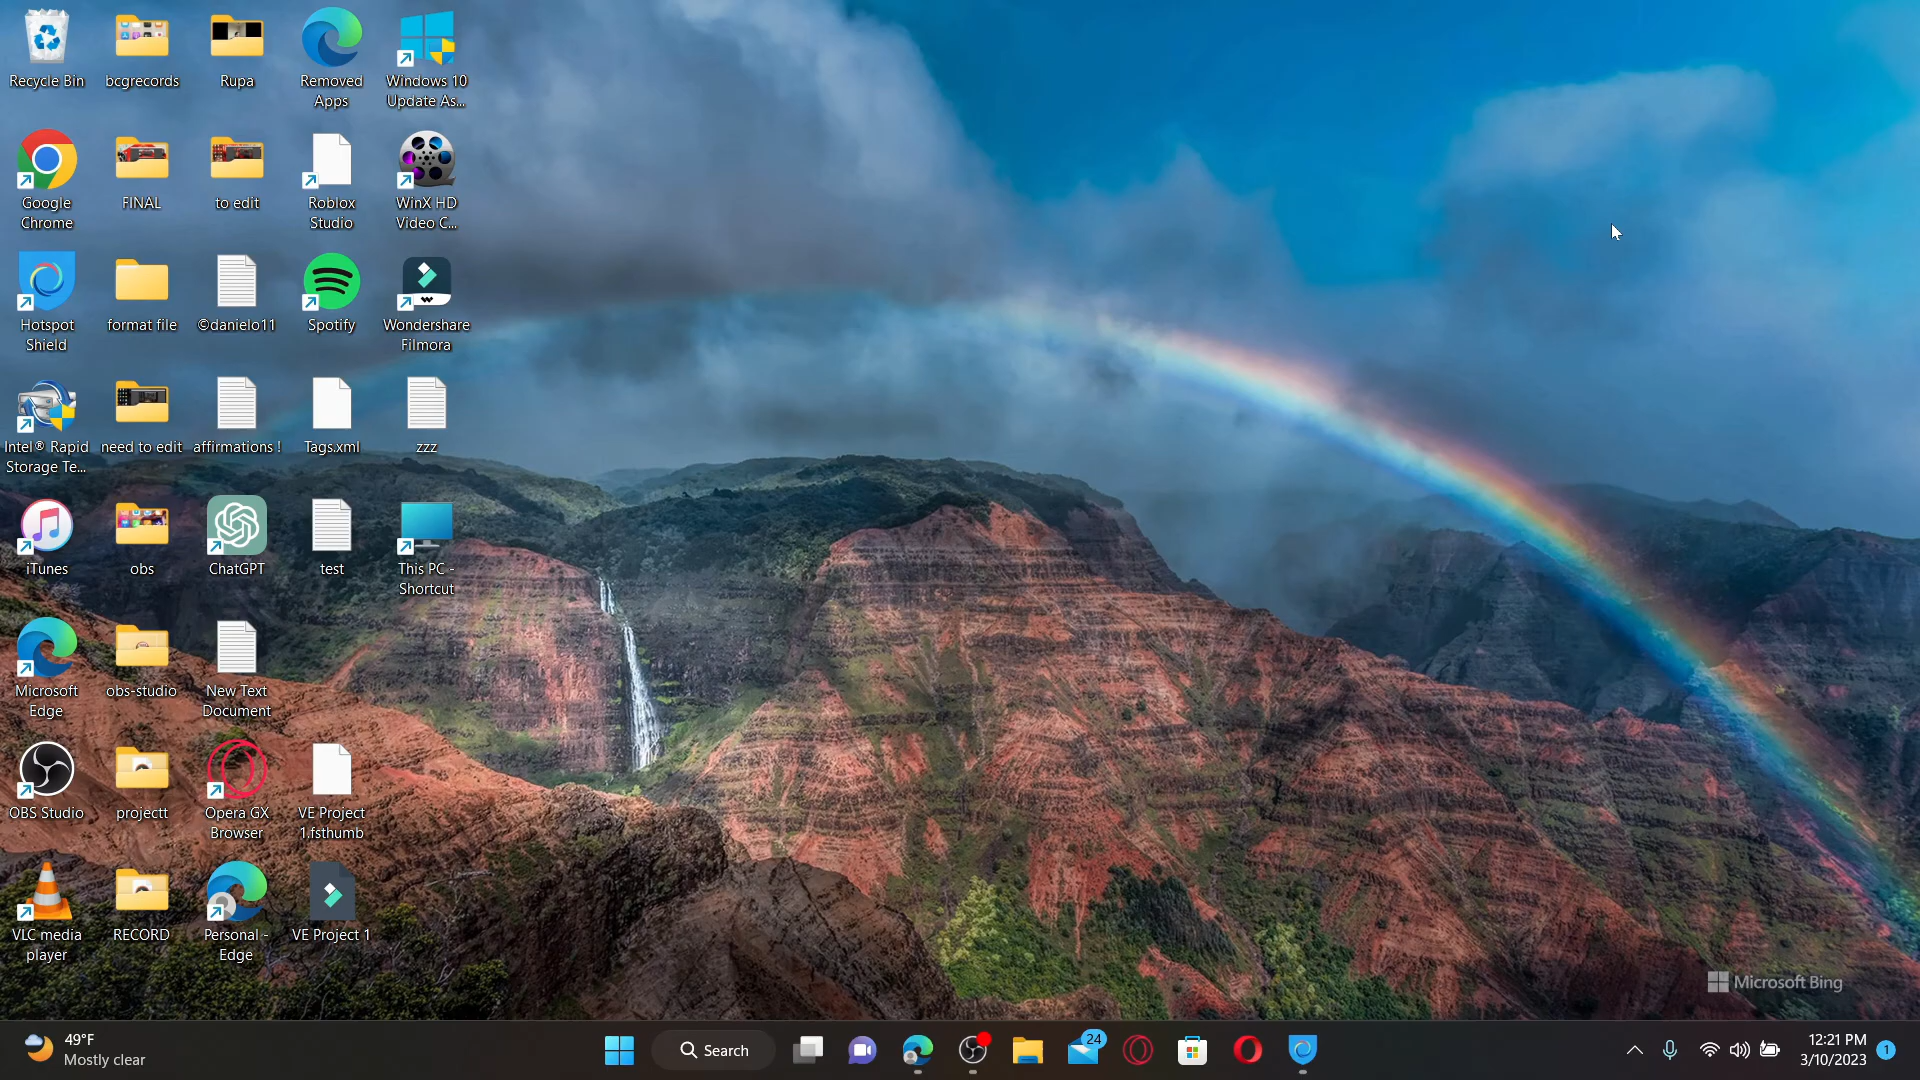 Recycle Bin
bcgrecords
Rupa
Removed
Apps
Windows 10
Update As...
Google
Chrome
FINAL
to edit
Roblox
Studio
WinX HD
Video C...
Hotspot
Shield
format file
©danielo11
Spotify
Wondershare
Filmora
Intel® Rapid
Storage Te...
need to edit
affirmations !
Tags.xml
zzz
iTunes
obs
ChatGPT
test
This PC -
Shortcut
Microsoft
Edge
obs-studio
New Text
Document
OBS Studio
projectt
Opera GX
Browser
VE Project
1.fsthumb
VLC media
player
RECORD
Personal -
Edge
VE Project 1
Microsoft Bing
49°F
Mostly clear
Search
24
12:21 PM
3/10/2023
1